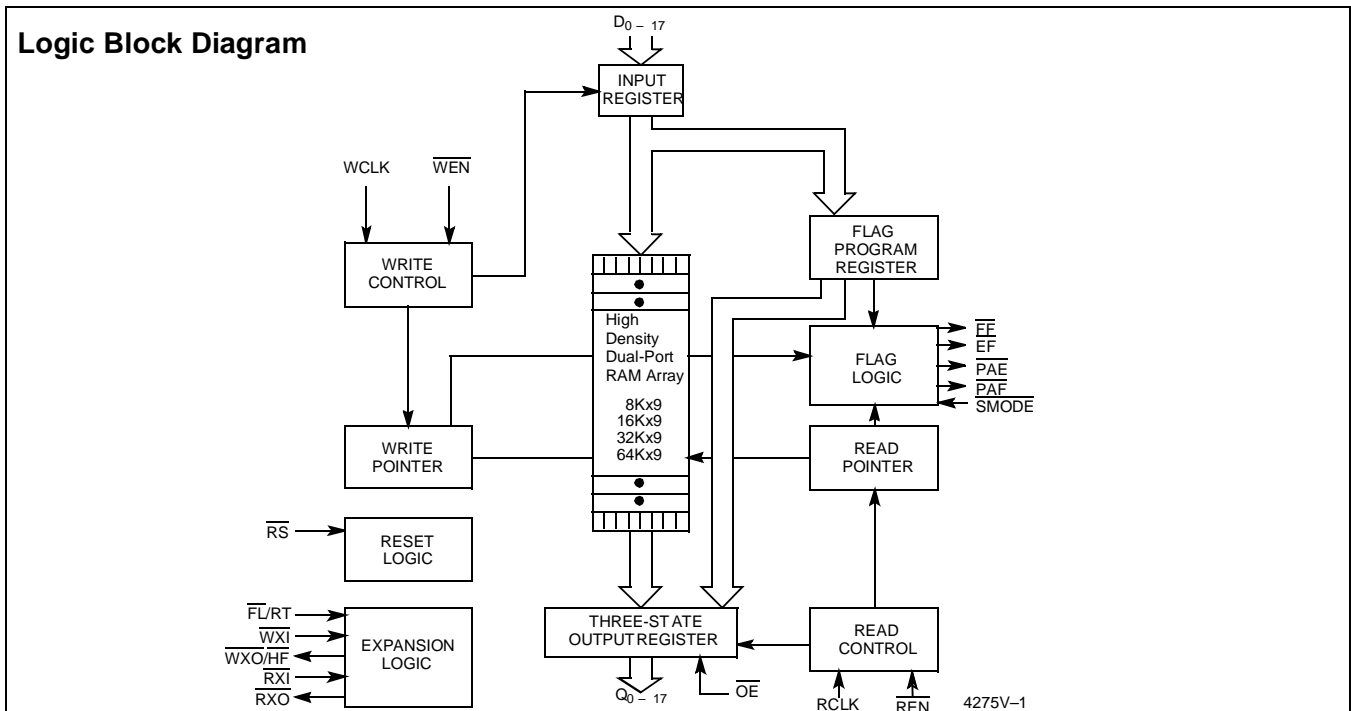 Logic Block Diagram
D0 – 17
INPUT
REGISTER
WCLK
WEN
FLAG
PROGRAM
REGISTER
WRITE
CONTROL
High
Density
Dual-Port
RAM Array
8Kx9
16Kx9
32Kx9
64Kx9
FLAG
LOGIC
FF
EF
PAE
PAF
SMODE
WRITE
POINTER
READ
POINTER
RS
RESET
LOGIC
FL/RT
WXI
WXO/HF
RXI
RXO
EXPANSION
LOGIC
THREE-STATE
OUTPUT REGISTER
READ
CONTROL
Q0 – 17
OE
RCLK
REN
4275V–1